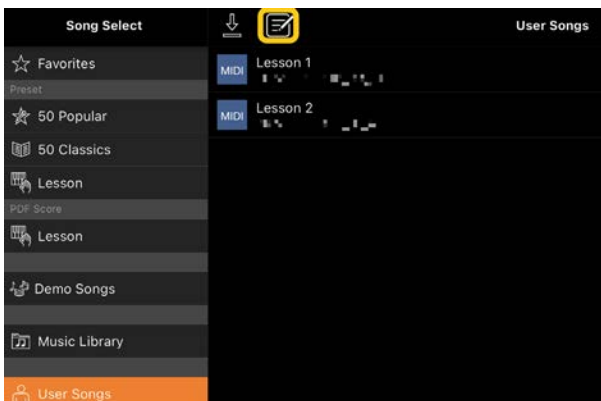 Song Select
User Songs
Favorites
Preset
50 Popular
50 Classics
Lesson
PDF Score
Lesson
Demo Songs
Music Library
User Songs
MIDI
Lesson 1
MIDI
Lesson 2